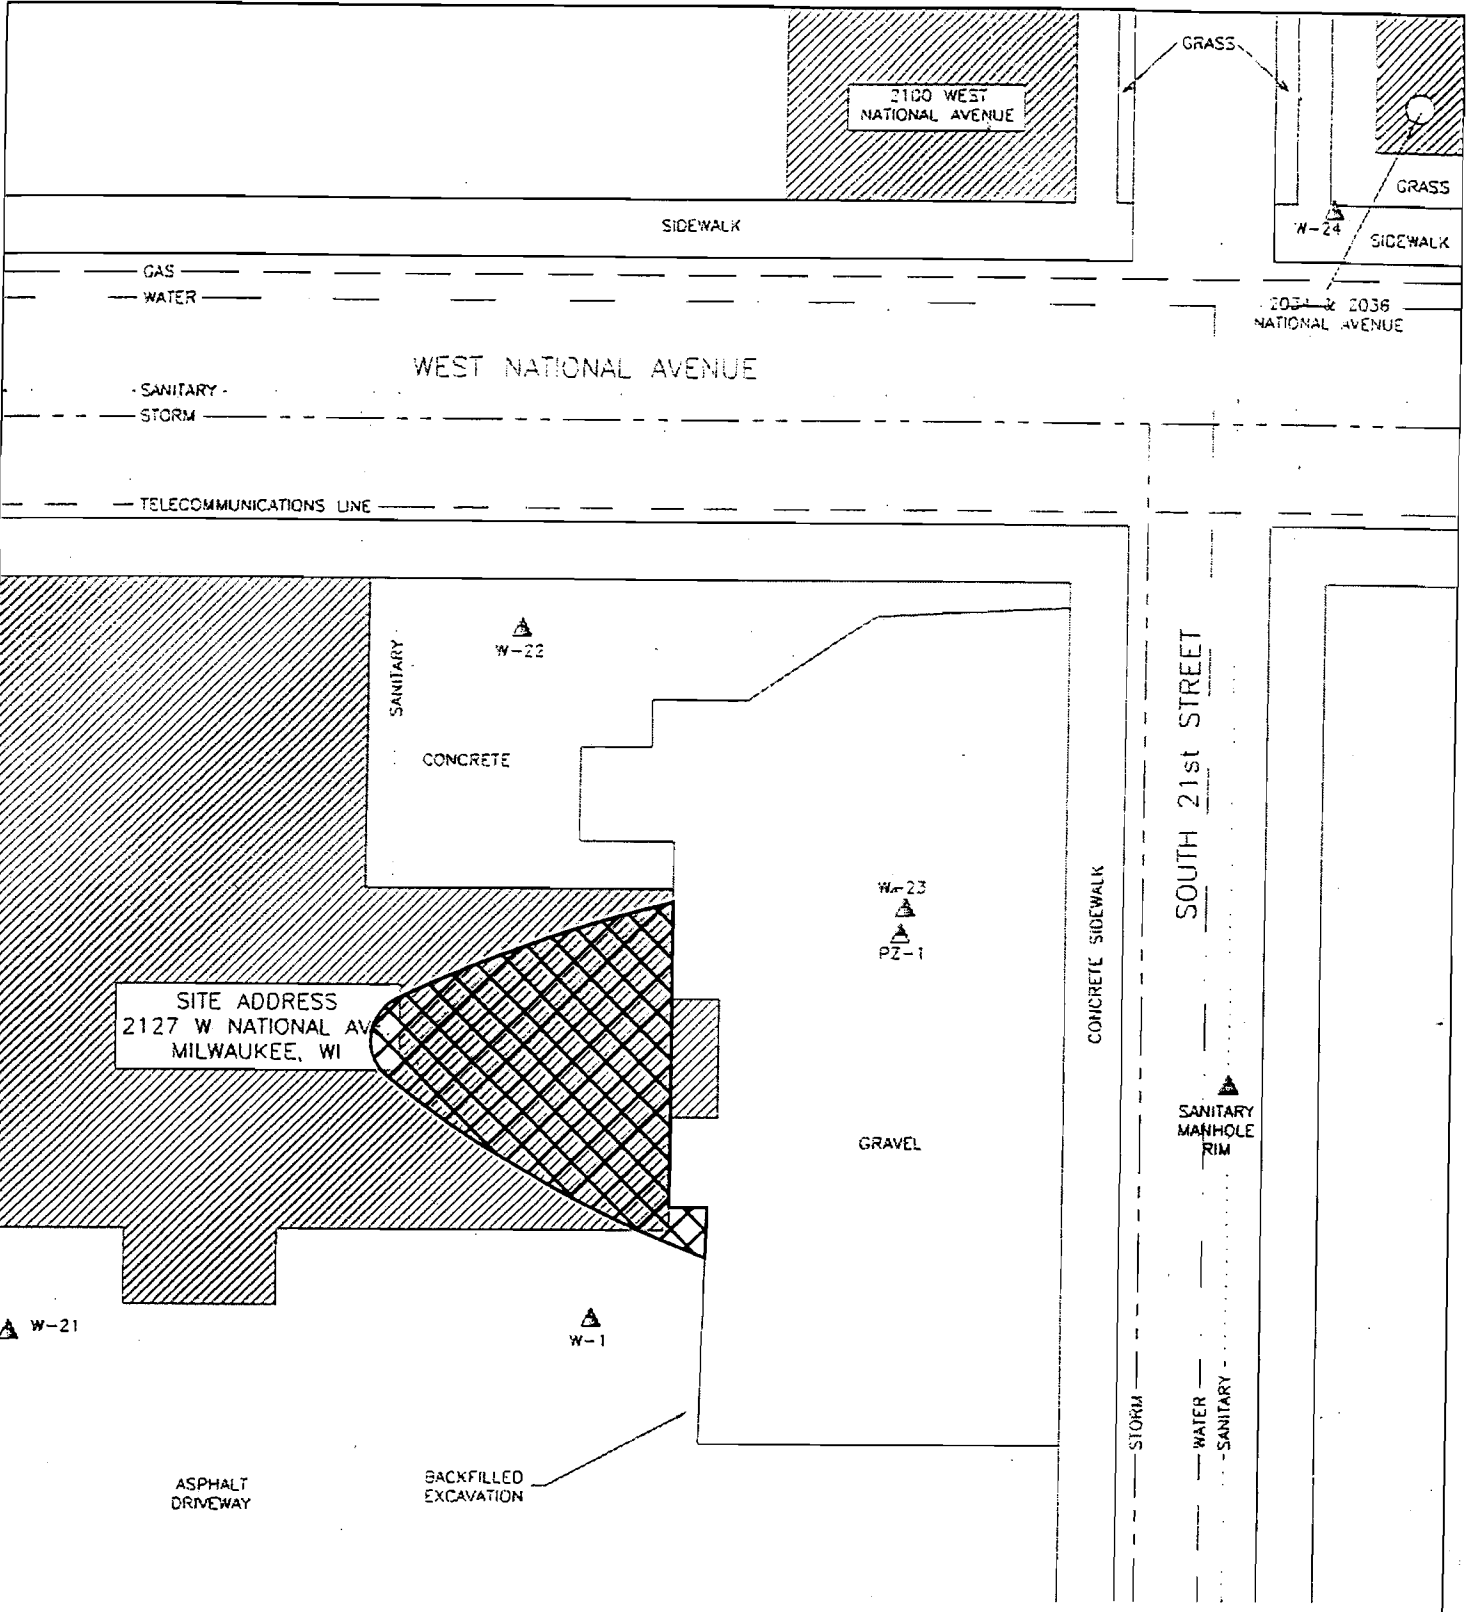 GRASS
2100 WEST
NATIONAL AVENUE
GRASS
SIDEWALK
W-24
SIDEWALK
GAS
WATER
2034 & 2036
NATIONAL AVENUE
WEST NATIONAL AVENUE
SANITARY
STORM
TELECOMMUNICATIONS LINE
W-22
SANITARY
SOUTH 21st STREET
CONCRETE
W-23
PZ-1
CONCRETE SIDEWALK
SITE ADDRESS
2127 W NATIONAL AV
MILWAUKEE, WI
SANITARY
MANHOLE
RIM
GRAVEL
W-21
W-1
STORM
WATER
SANITARY
ASPHALT
DRIVEWAY
BACKFILLED
EXCAVATION